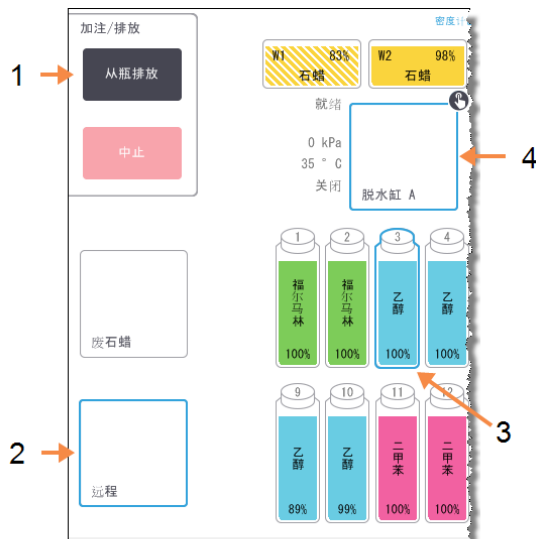 加注/排放
从瓶排放
中止
1
密度计
W1 83%
石蜡
W2 98%
石蜡
就绪
0 kPa
35 ° C
关闭
脱水缸 A
4
1
福尔马林
100%
2
福尔马林
100%
3
乙醇
100%
4
乙醇
100%
废石蜡
3
9
乙醇
89%
10
乙醇
99%
11
二甲苯
100%
12
二甲苯
100%
2
远程